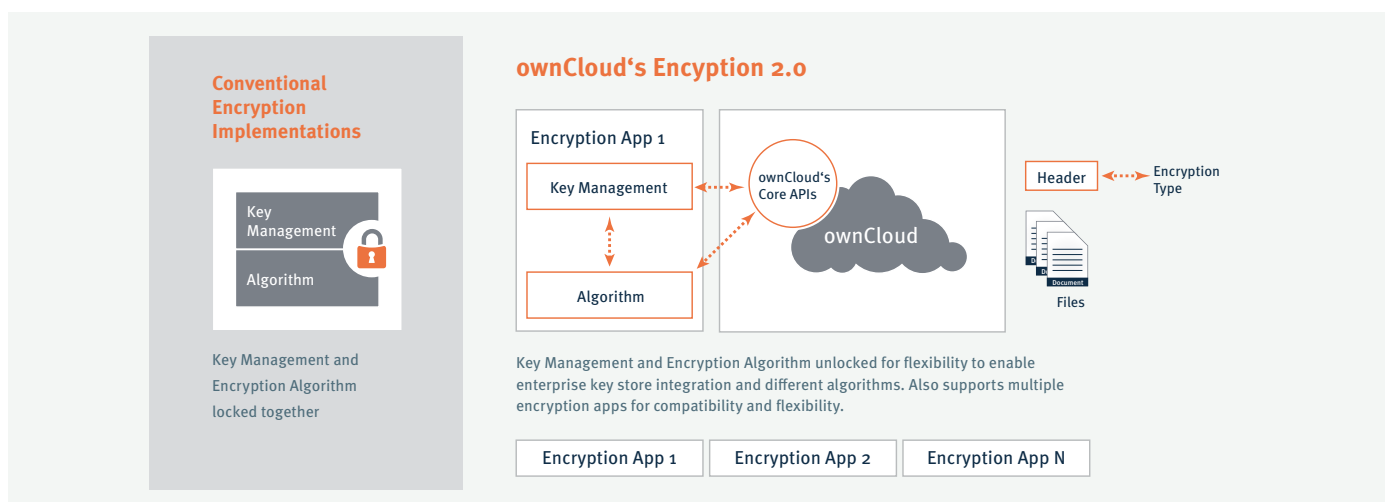 Conventional
Encryption
Implementations
Key
Management
Algorithm
Key Management and
Encryption Algorithm
locked together
ownCloud‘s Encyption 2.0
Encryption App 1
Key Management
Algorithm
ownCloud‘s
Core APIs
ownCloud
Header
Encryption
Type
Document
Files
Key Management and Encryption Algorithm unlocked for flexibility to enable
enterprise key store integration and different algorithms. Also supports multiple
encryption apps for compatibility and flexibility.
Encryption App 1
Encryption App 2
Encryption App N